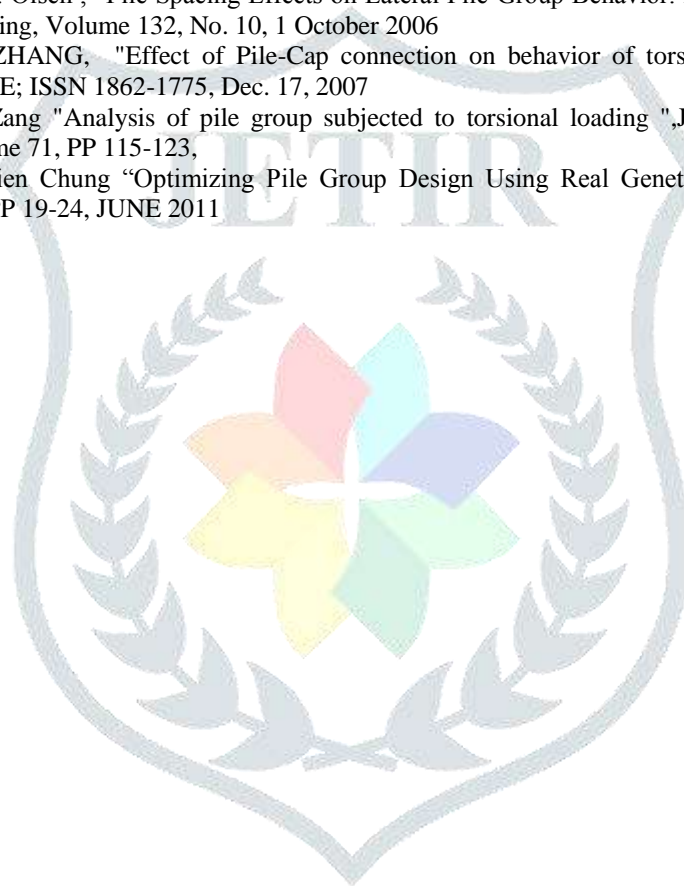 Olsen , "Pile Spacing Effects on Lateral Pile Group Behavior:
ing, Volume 132, No. 10, 1 October 2006
ZHANG, "Effect of Pile-Cap connection on behavior of tors
E; ISSN 1862-1775, Dec. 17, 2007
Zang "Analysis of pile group subjected to torsional loading ",J
me 71, PP 115-123,
ien Chung “Optimizing Pile Group Design Using Real Genet
PP 19-24, JUNE 2011
JETIR